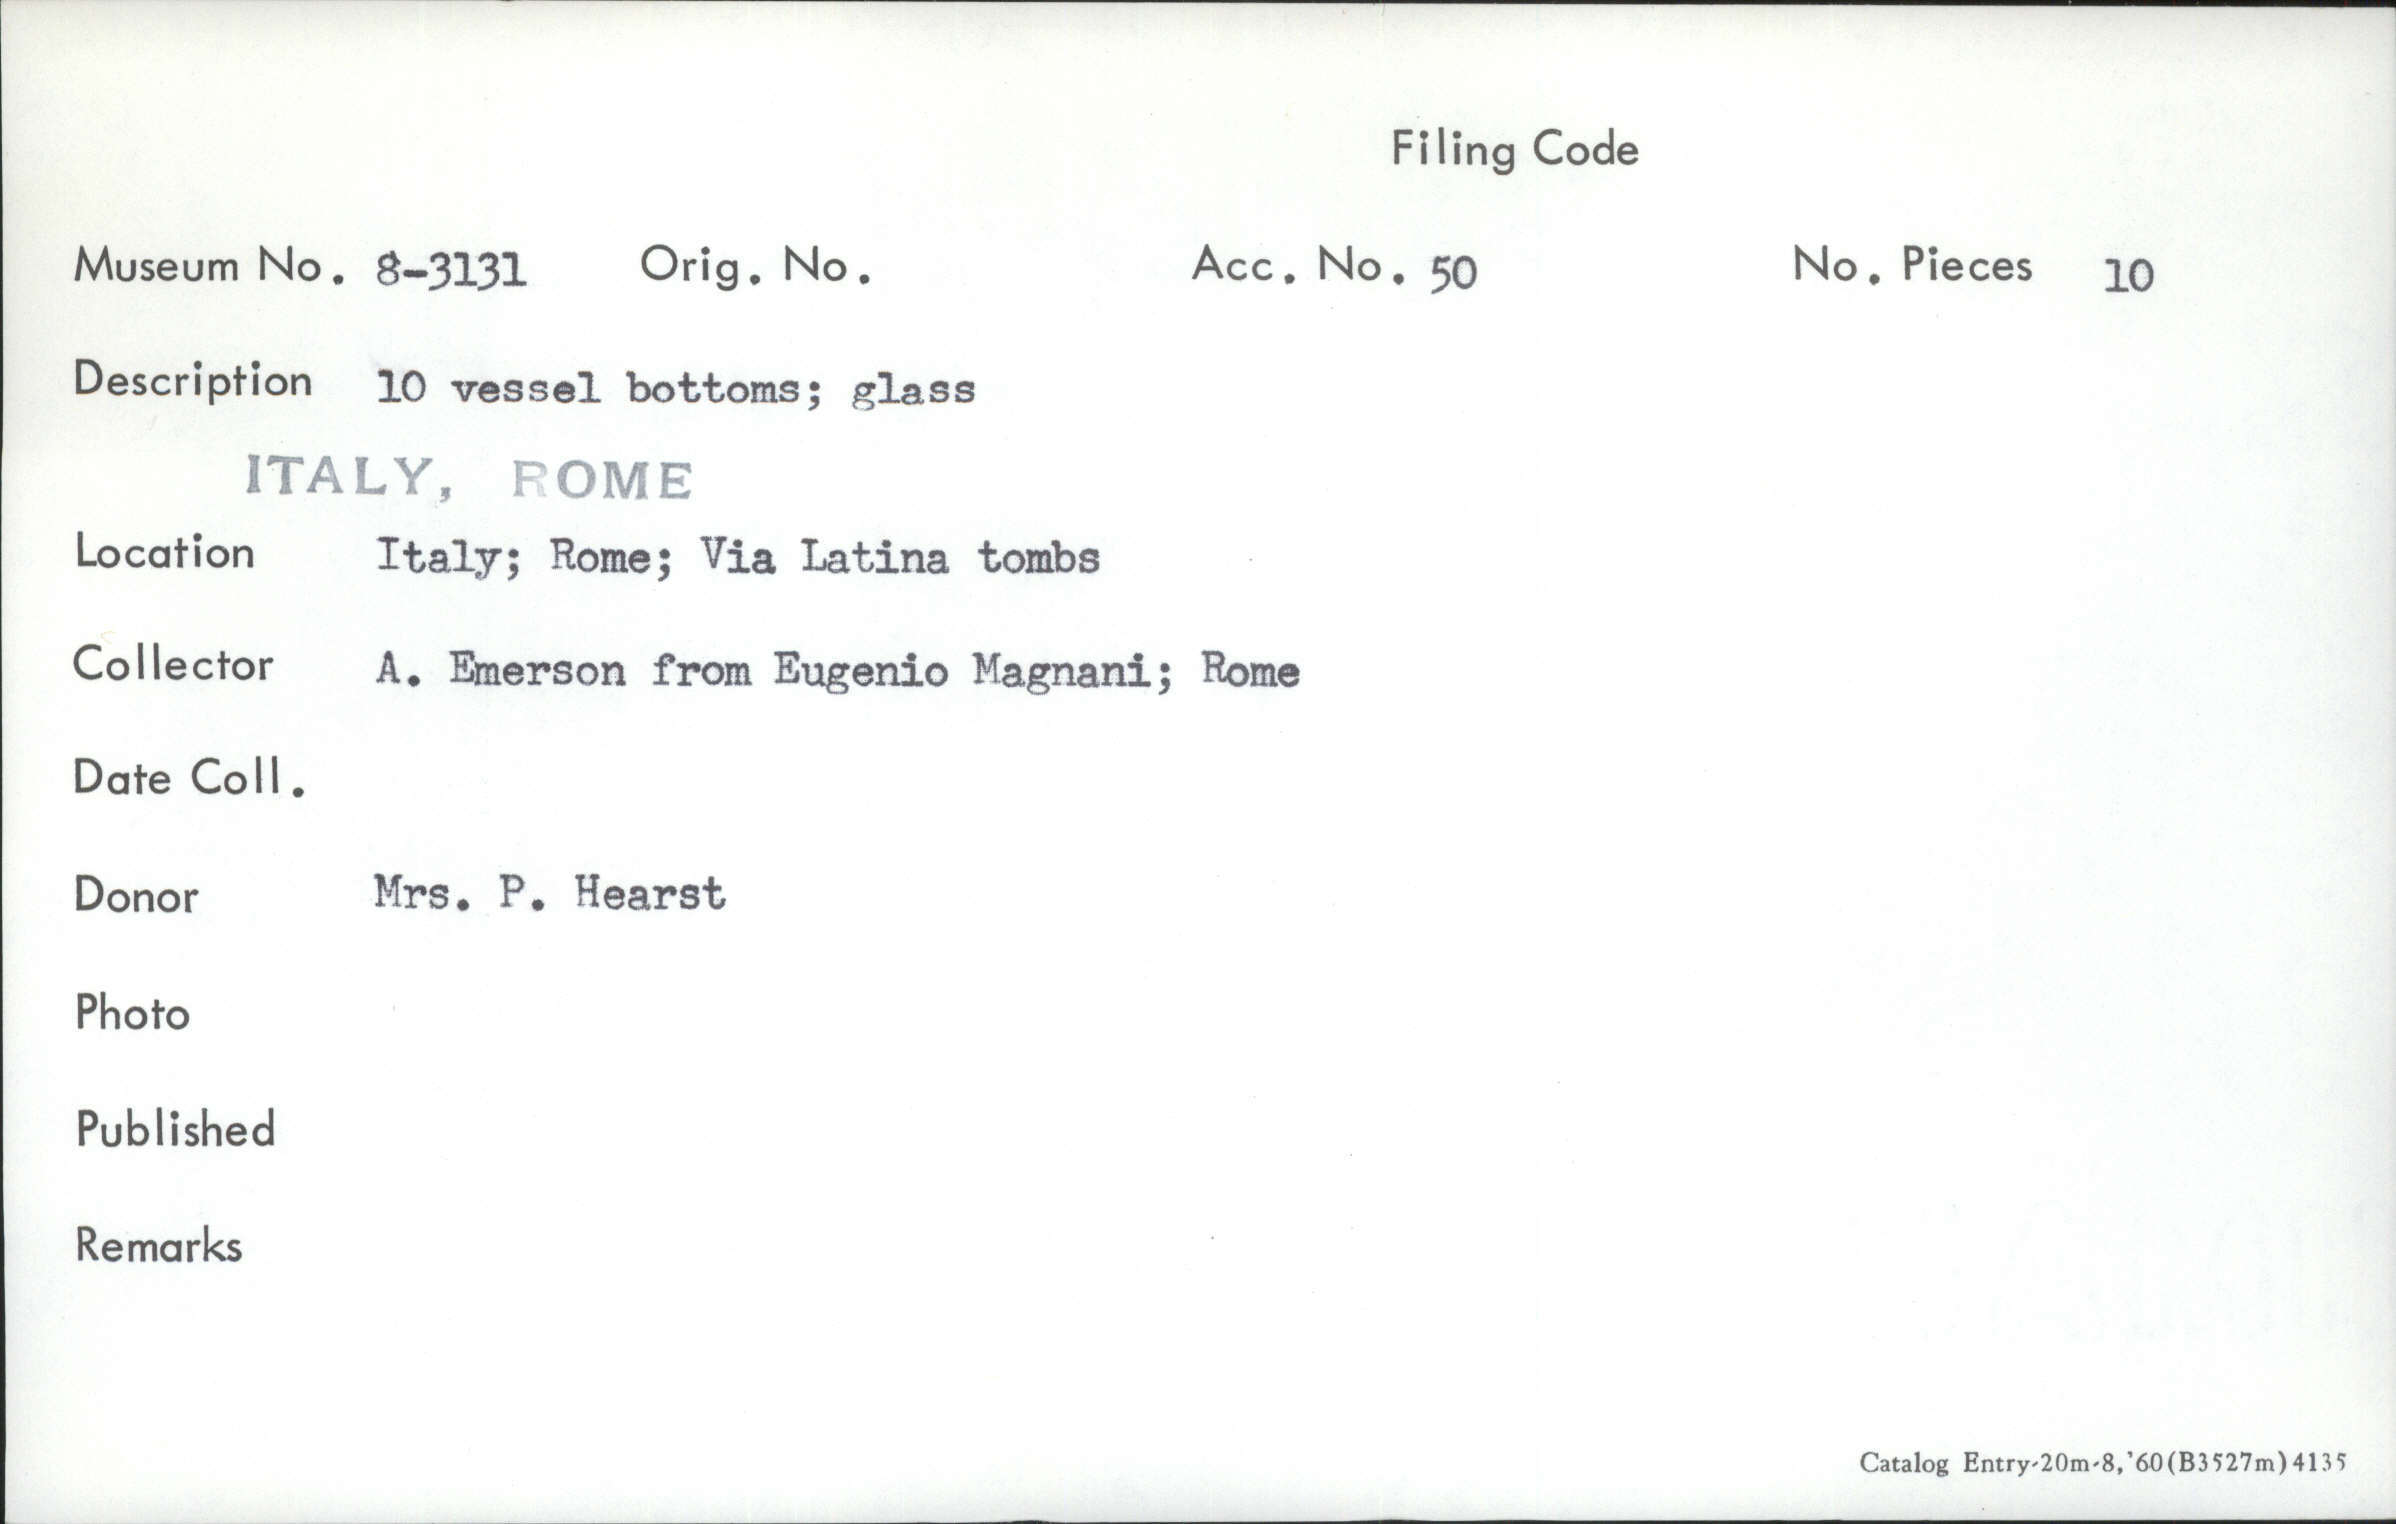 Filing Code
Museum No. 8-3131 Orig. No. Acc. No. 50 No. Pieces 10
Description 10 vessel bottoms; glass
ITALY, ROME
Location Italy; Rome; Via Latina tombs
Collector A. Emerson from Eugenio Magnani; Rome
Date Coll.
Donor Mrs. P. Hearst
Photo
Published
Remarks
Catalog Entry-20m-8,'60(B3527m)4135